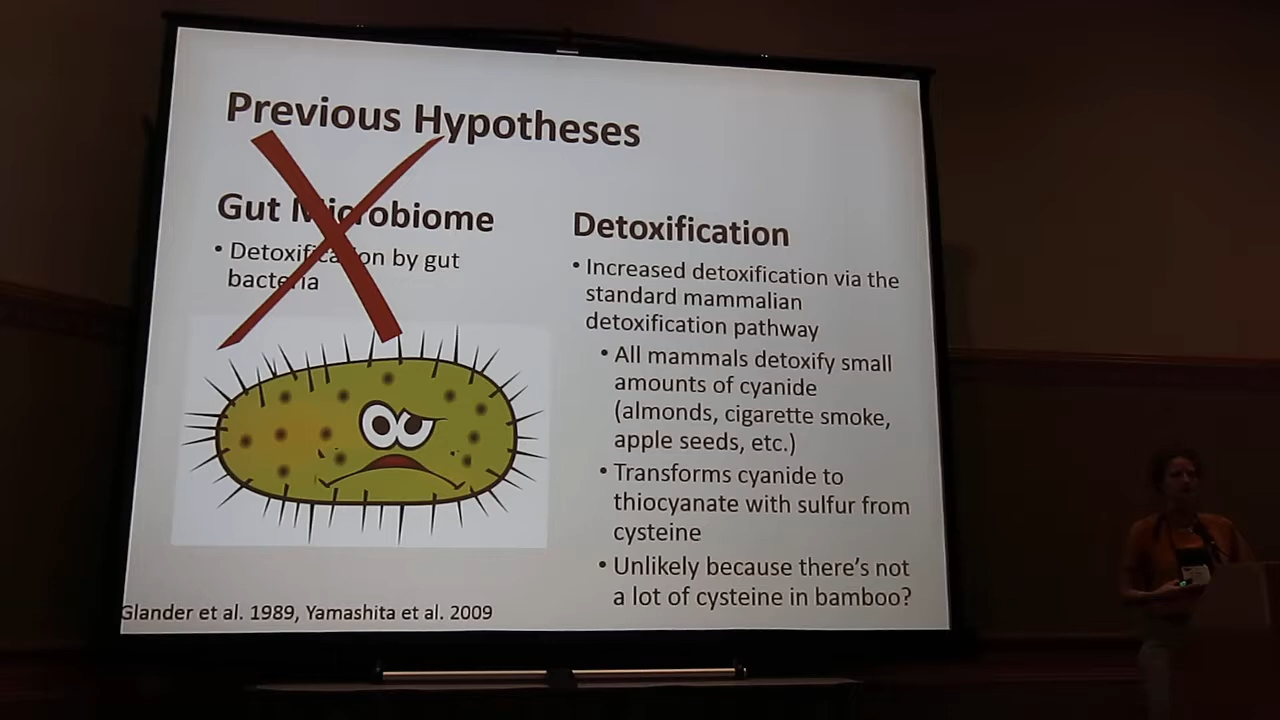 Previous Hypotheses
Gut Microbiome
• Detoxification by gut
bacteria
Detoxification
• Increased detoxification via the
standard mammalian
detoxification pathway
• All mammals detoxify small
amounts of cyanide
(almonds, cigarette smoke,
apple seeds, etc.)
• Transforms cyanide to
thiocyanate with sulfur from
cysteine
• Unlikely because there's not
a lot of cysteine in bamboo?
Glander et al. 1989, Yamashita et al. 2009